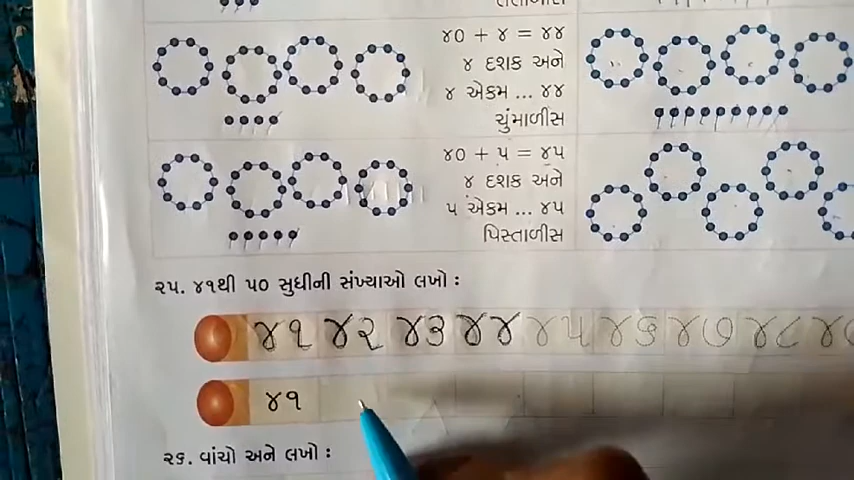 ૪૦ + ૪ = ૪૪
૪ દશક અને
૪ એકમ ... ૪૪
ચુંમાળીસ
૪૦ + ૫ = ૪૫
૪ દશક અને
૫ એકમ ... ૪૫
પિસ્તાળીસ
૨૫. ૪૧થી ૫૦ સુધીની સંખ્યાઓ લખો :
૪૧ ૪૨ ૪૩ ૪૪ ૪૫ ૪૬ ૪૭ ૪૮
૪૧
૨૬. વાંચો અને લખો :